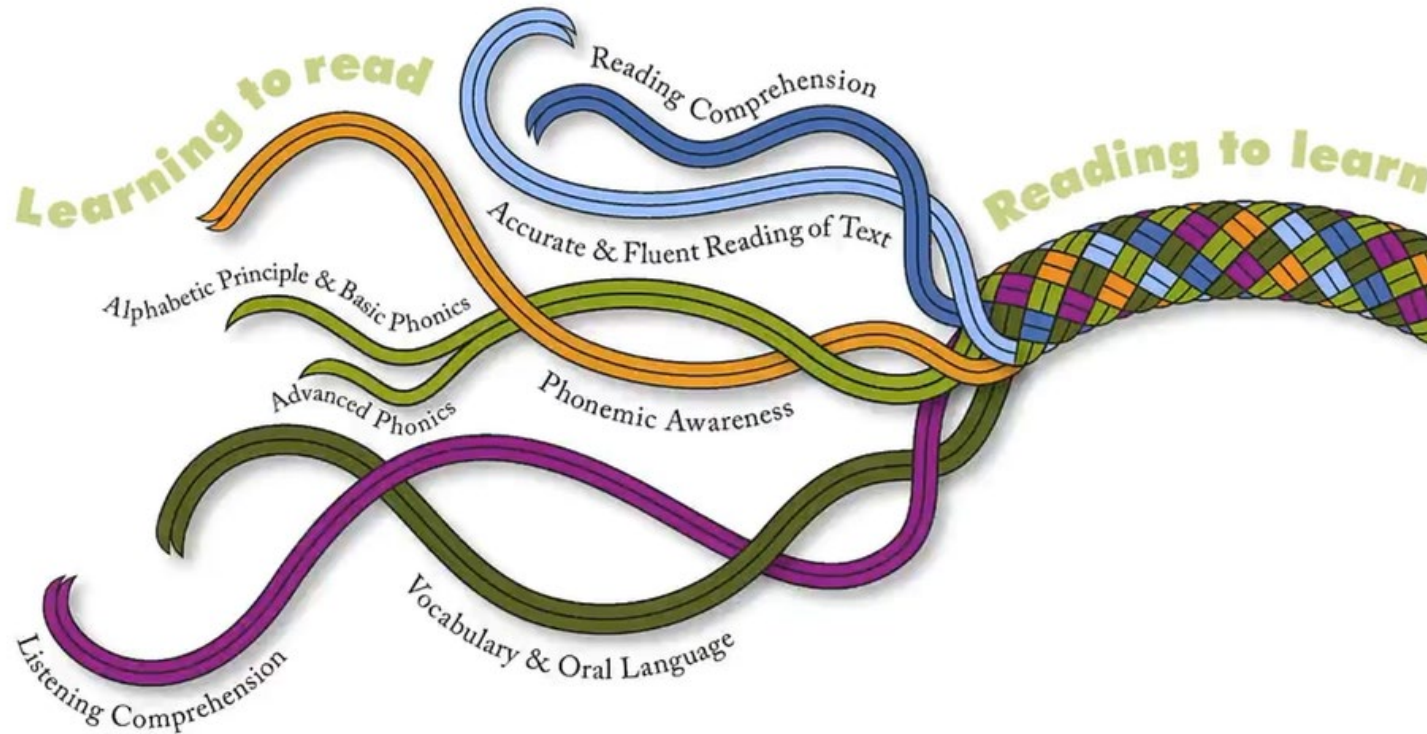 Learning to read
Reading Comprehension
Reading to learn
Accurate & Fluent Reading of Text
Alphabetic Principle & Basic Phonics
Advanced Phonics
Phonemic Awareness
Vocabulary & Oral Language
Listening Comprehension